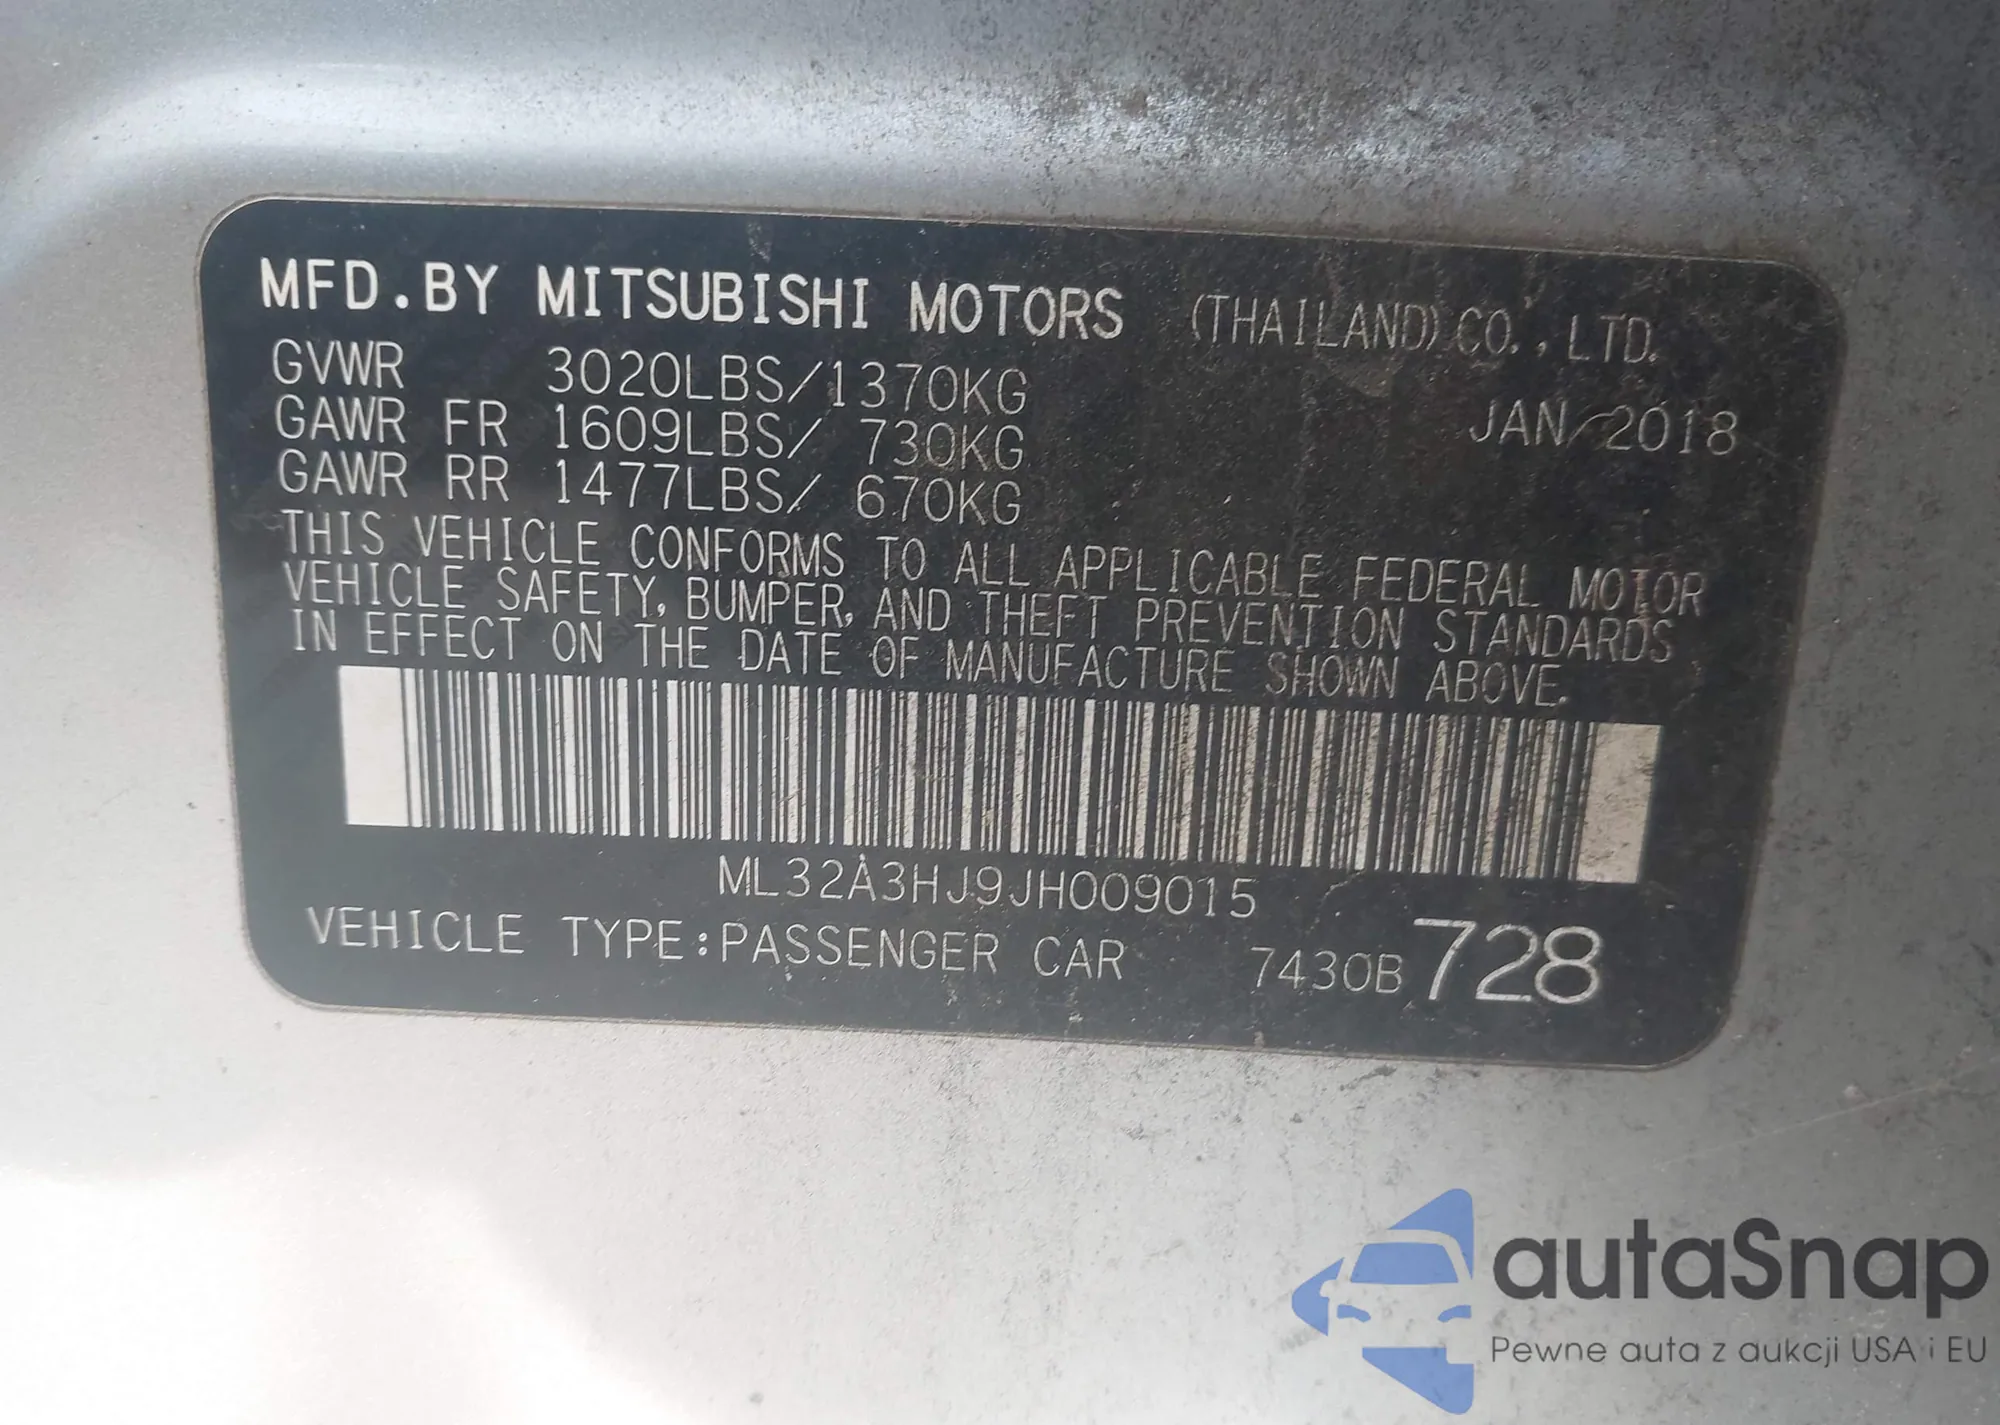 MFD.BY MITSUBISHI MOTORS (THAILAND)CO.,LTD.
GVWR 3020LBS/1370KG
GAWR FR 1609LBS/ 730KG JAN/2018
GAWR RR 1477LBS/ 670KG
THIS VEHICLE CONFORMS TO ALL APPLICABLE FEDERAL MOTOR
VEHICLE SAFETY, BUMPER, AND THEFT PREVENTION STANDARDS
IN EFFECT ON THE DATE OF MANUFACTURE SHOWN ABOVE.
ML32A3HJ9JH009015
VEHICLE TYPE:PASSENGER CAR 7430B728
autaSnap
Pewne auta z aukcji USA i EU